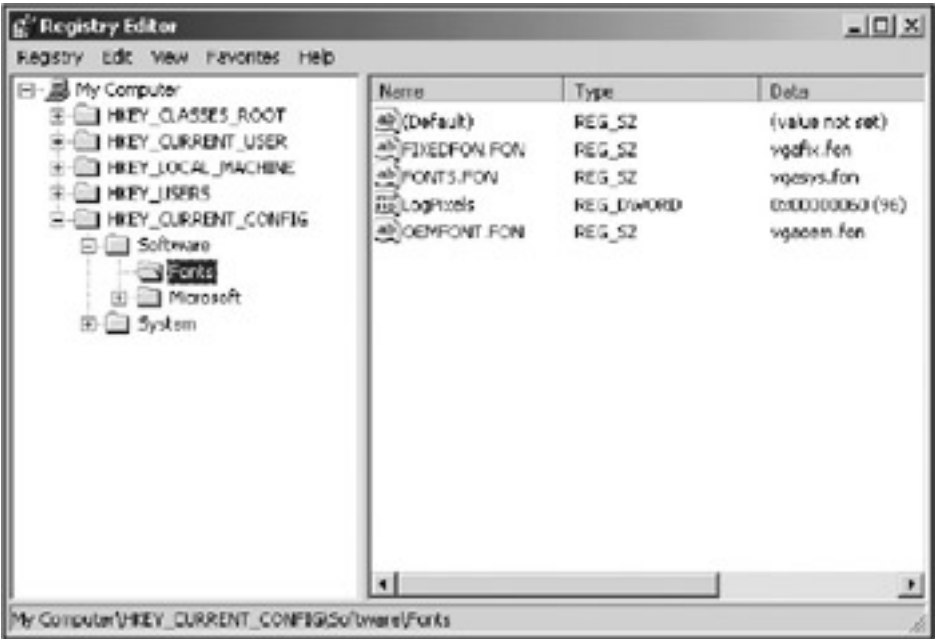 Registry Editor
Registry Edit View Favorites Help
My Computer
HKEY_CLASSES_ROOT
HKEY_CURRENT_USER
HKEY_LOCAL_MACHINE
HKEY_USERS
HKEY_CURRENT_CONFIG
Software
Fonts
Microsoft
System
Name Type Data
(Default) REG_SZ (value not set)
FIXEDFON.FON REG_SZ vgafix.fon
FONTS.FON REG_SZ vgasys.fon
LogPixels REG_DWORD 0x00000060 (96)
OEMFONT.FON REG_SZ vgaoem.fon
My Computer\HKEY_CURRENT_CONFIG\Software\Fonts